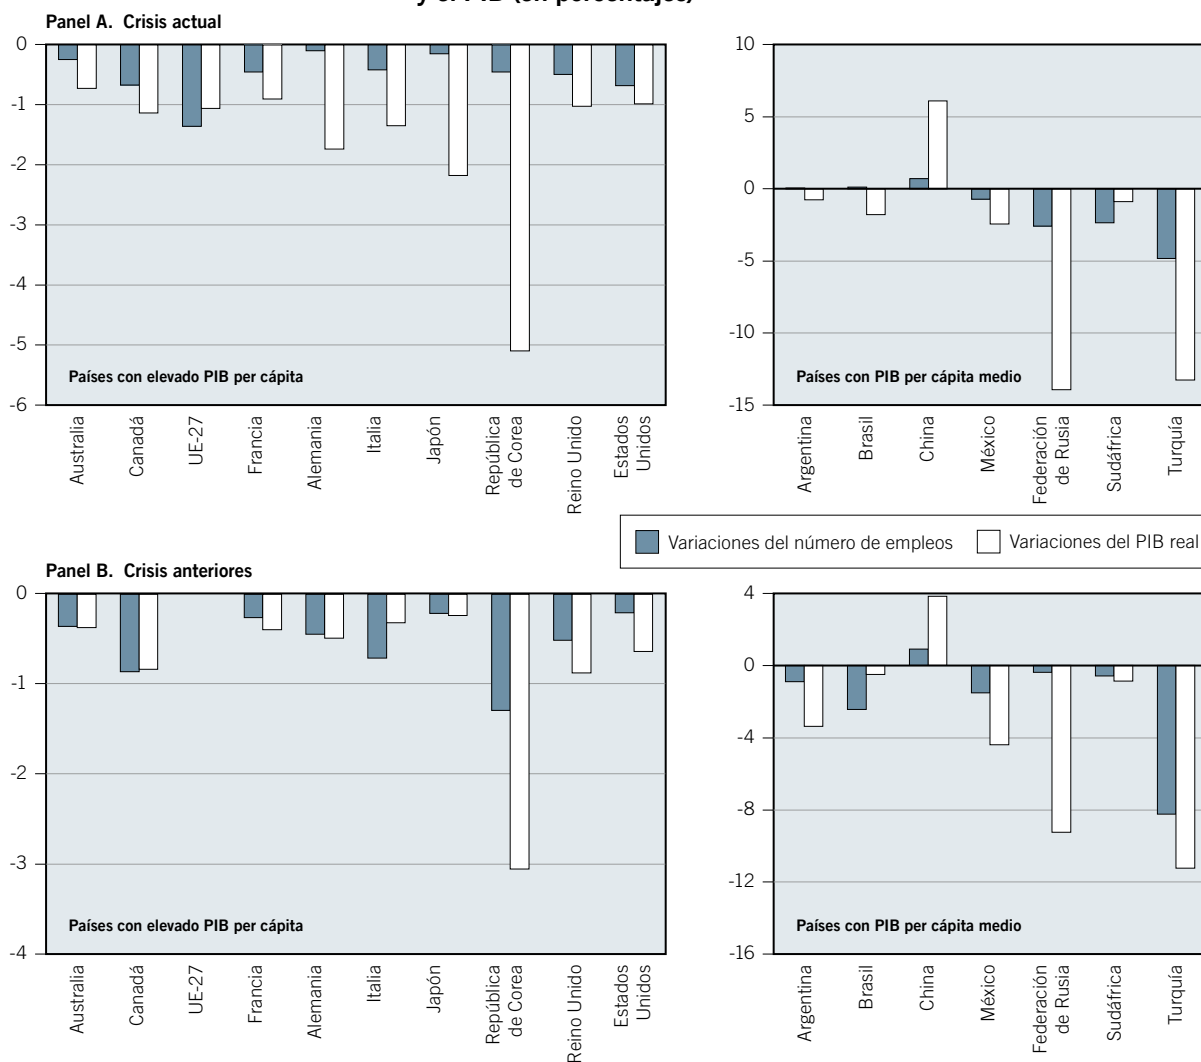 y el PIB (en porcentajes)
Panel A. Crisis actual
0
-1
-2
-3
-4
-5
-6
Países con elevado PIB per cápita
Australia
Canadá
UE-27
Francia
Alemania
Italia
Japón
República
de Corea
Reino Unido
Estados
Unidos
10
5
0
-5
-10
-15
Países con PIB per cápita medio
Argentina
Brasil
China
México
Federación
de Rusia
Sudáfrica
Turquía
Variaciones del número de empleos
Variaciones del PIB real
Panel B. Crisis anteriores
0
-1
-2
-3
-4
Países con elevado PIB per cápita
Australia
Canadá
UE-27
Francia
Alemania
Italia
Japón
República
de Corea
Reino Unido
Estados
Unidos
4
0
-4
-8
-12
-16
Países con PIB per cápita medio
Argentina
Brasil
China
México
Federación
de Rusia
Sudáfrica
Turquía